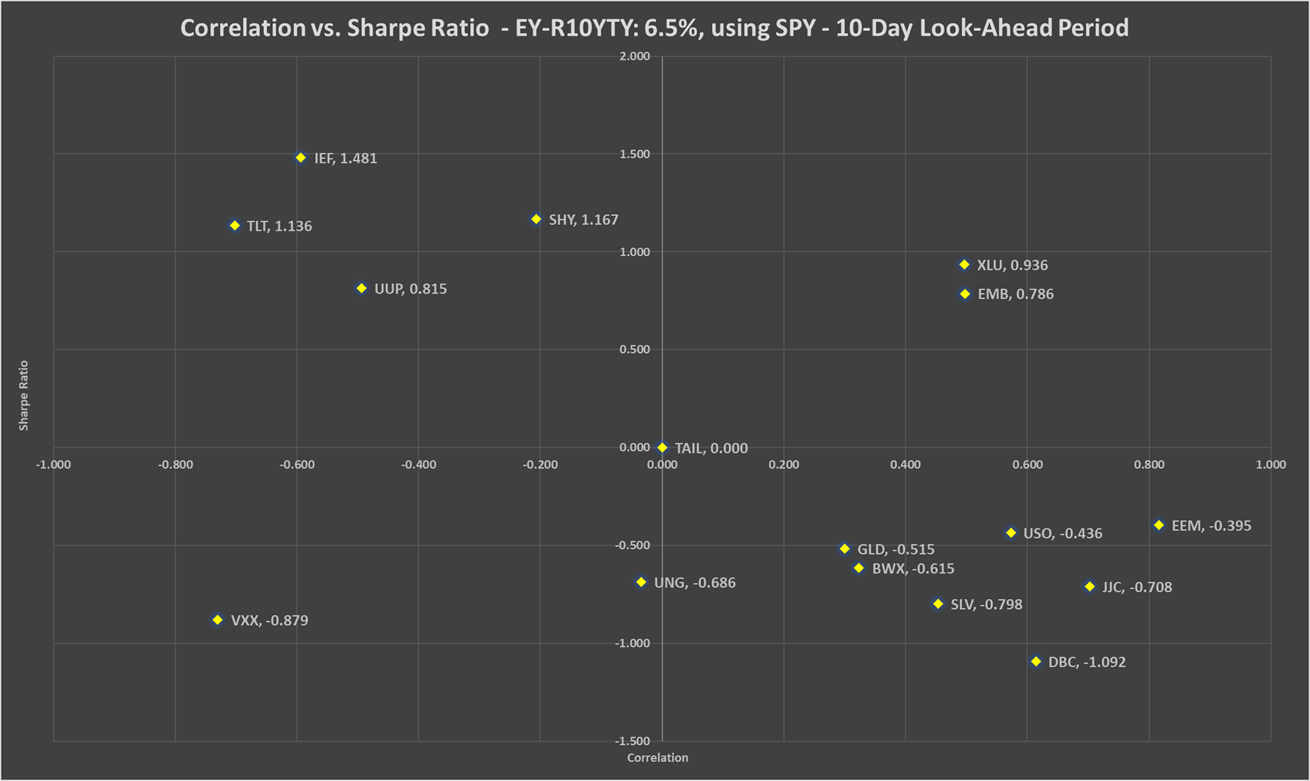 Correlation vs. Sharpe Ratio - EY-R10YTY: 6.5%, using SPY - 10-Day Look-Ahead Period
2.000
1.500
IEF, 1.481
SHY, 1.167
TLT, 1.136
1.000
XLU, 0.936
UUP, 0.815
EMB, 0.786
0.500
Sharpe Ratio
0.000
TAIL, 0.000
-1.000 -0.800 -0.600 -0.400 -0.200 0.000 0.200 0.400 0.600 0.800 1.000
EEM, -0.395
USO, -0.436
-0.500
GLD, -0.515
BWX, -0.615
UNG, -0.686
JJC, -0.708
SLV, -0.798
VXX, -0.879
-1.000
DBC, -1.092
-1.500
Correlation